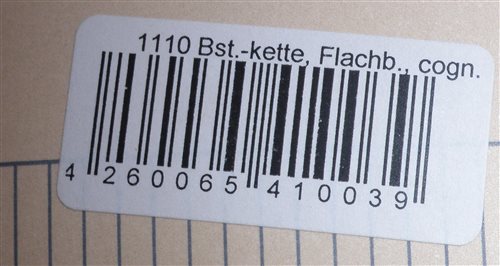 1110 Bst.-kette, Flachb., cogn.
4 260065 410039